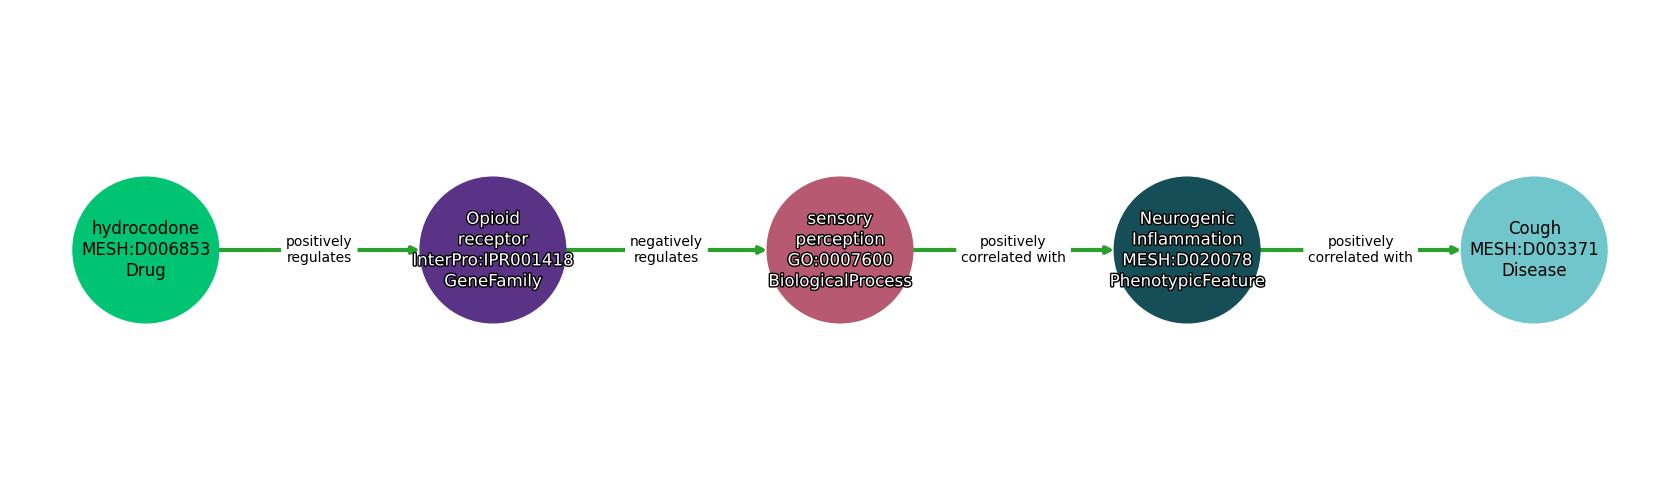 hydrocodone
MESH:D006853
Drug
positively
regulates
Opioid
receptor
InterPro:IPR001418
GeneFamily
negatively
regulates
sensory
perception
GO:0007600
BiologicalProcess
positively
correlated with
Neurogenic
Inflammation
MESH:D020078
PhenotypicFeature
positively
correlated with
Cough
MESH:D003371
Disease